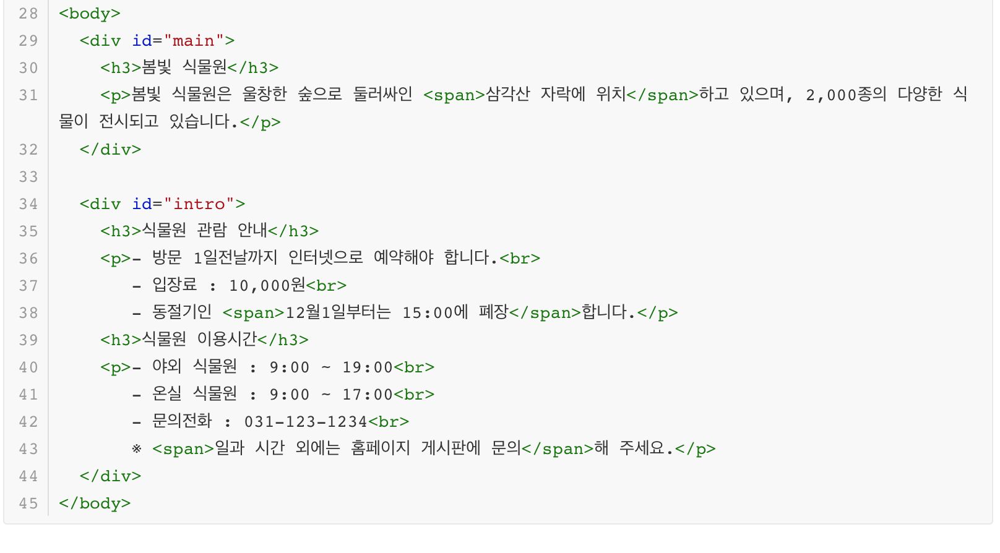 28 <body>
29   <div id="main">
30     <h3>봄빛 식물원</h3>
31     <p>봄빛 식물원은 울창한 숲으로 둘러싸인 <span>삼각산 자락에 위치</span>하고 있으며, 2,000종의 다양한 식
물이 전시되고 있습니다.</p>
32   </div>
33
34   <div id="intro">
35     <h3>식물원 관람 안내</h3>
36     <p>- 방문 1일전날까지 인터넷으로 예약해야 합니다.<br>
37        - 입장료 : 10,000원<br>
38        - 동절기인 <span>12월1일부터는 15:00에 폐장</span>합니다.</p>
39     <h3>식물원 이용시간</h3>
40     <p>- 야외 식물원 : 9:00 ~ 19:00<br>
41        - 온실 식물원 : 9:00 ~ 17:00<br>
42        - 문의전화 : 031-123-1234<br>
43        ※ <span>일과 시간 외에는 홈페이지 게시판에 문의</span>해 주세요.</p>
44   </div>
45 </body>